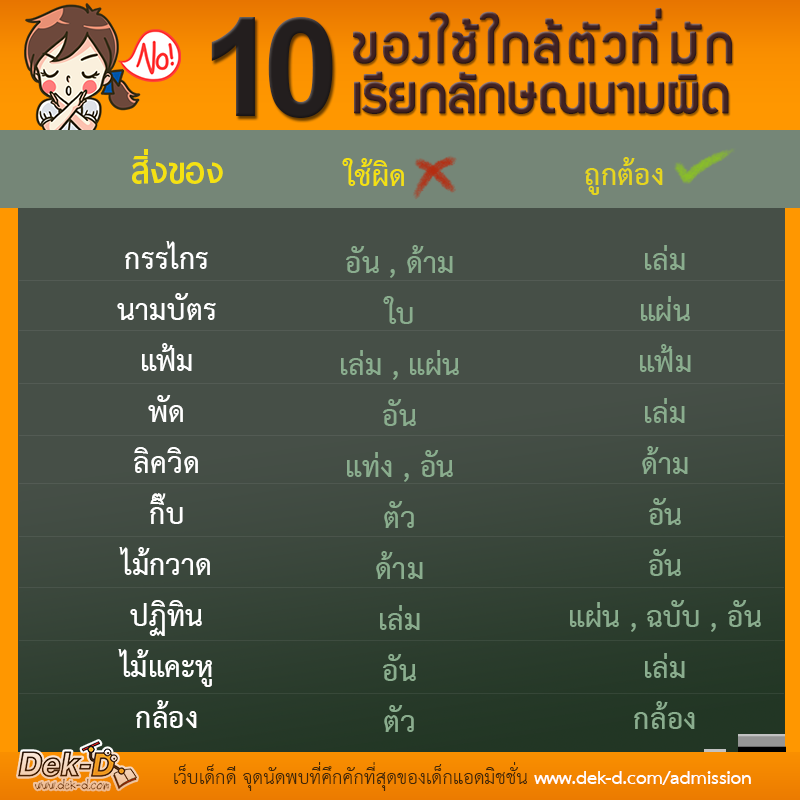 No!
10
ของใช้ใกล้ตัวที่มัก
เรียกลักษณนามผิด
สิ่งของ ใช้ผิด ถูกต้อง
กรรไกร อัน , ด้าม เล่ม
นามบัตร ใบ แผ่น
แฟ้ม เล่ม , แผ่น แฟ้ม
พัด อัน เล่ม
ลิควิด แท่ง , อัน ด้าม
กิ๊บ ตัว อัน
ไม้กวาด ด้าม อัน
ปฏิทิน เล่ม แผ่น , ฉบับ , อัน
ไม้แคะหู อัน เล่ม
กล้อง ตัว กล้อง
Dek-D
www.dek-d.com
เว็บเด็กดี จุดนัดพบที่คึกคักที่สุดของเด็กแอดมิชชั่น www.dek-d.com/admission